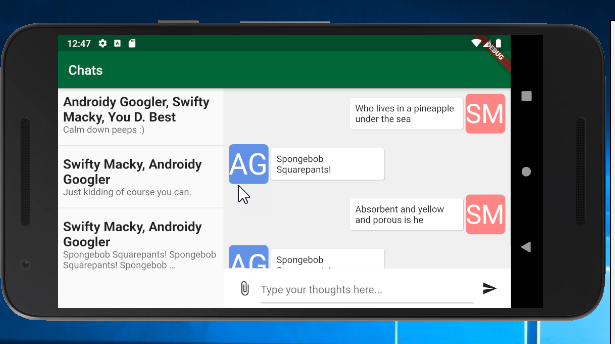 12:47
DEBUG
Chats
Androidy Googler, Swifty
Macky, You D. Best
Calm down peeps :)
Swifty Macky, Androidy
Googler
Just kidding of course you can.
Swifty Macky, Androidy
Googler
Spongebob Squarepants! Spongebob
Squarepants! Spongebob ...
Who lives in a pineapple
under the sea
SM
AG
Spongebob
Squarepants!
Absorbent and yellow
and porous is he
SM
AG
Spongebob
Type your thoughts here...